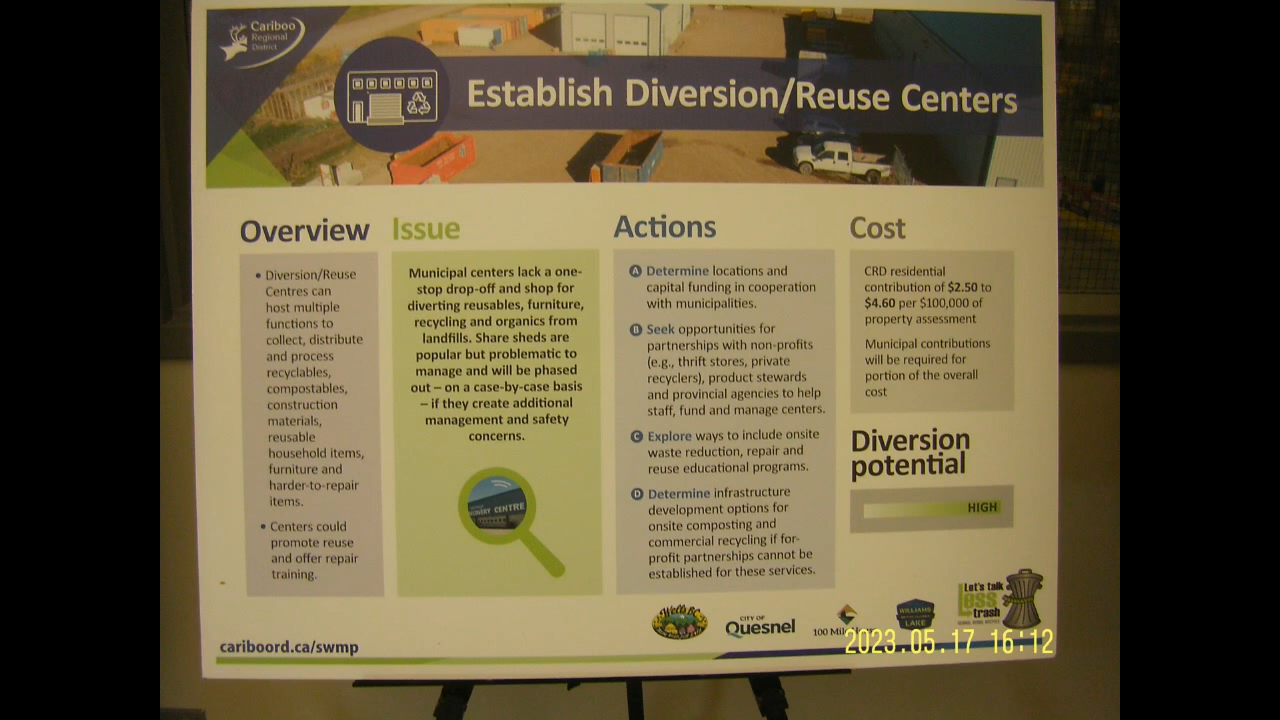 Cariboo
Regional
District
Establish Diversion/Reuse Centers
Overview
• Diversion/Reuse
Centres can
host multiple
functions to
collect, distribute
and process
recyclables,
compostables,
construction
materials,
reusable
household items,
furniture and
harder-to-repair
items.
• Centers could
promote reuse
and offer repair
training.
Issue
Municipal centers lack a one-
stop drop-off and shop for
diverting reusables, furniture,
recycling and organics from
landfills. Share sheds are
popular but problematic to
manage and will be phased
out – on a case-by-case basis
– if they create additional
management and safety
concerns.
CENTRE
Actions
A Determine locations and
capital funding in cooperation
with municipalities.
B Seek opportunities for
partnerships with non-profits
(e.g., thrift stores, private
recyclers), product stewards
and provincial agencies to help
staff, fund and manage centers.
C Explore ways to include onsite
waste reduction, repair and
reuse educational programs.
D Determine infrastructure
development options for
onsite composting and
commercial recycling if for-
profit partnerships cannot be
established for these services.
Cost
CRD residential
contribution of $2.50 to
$4.60 per $100,000 of
property assessment
Municipal contributions
will be required for
portion of the overall
cost
Diversion
potential
HIGH
cariboord.ca/swmp
Wells BC
CITY OF
Quesnel
100 Mile
WILLIAMS
LAKE
Let's talk
Less
trash
2023.05.17 16:12